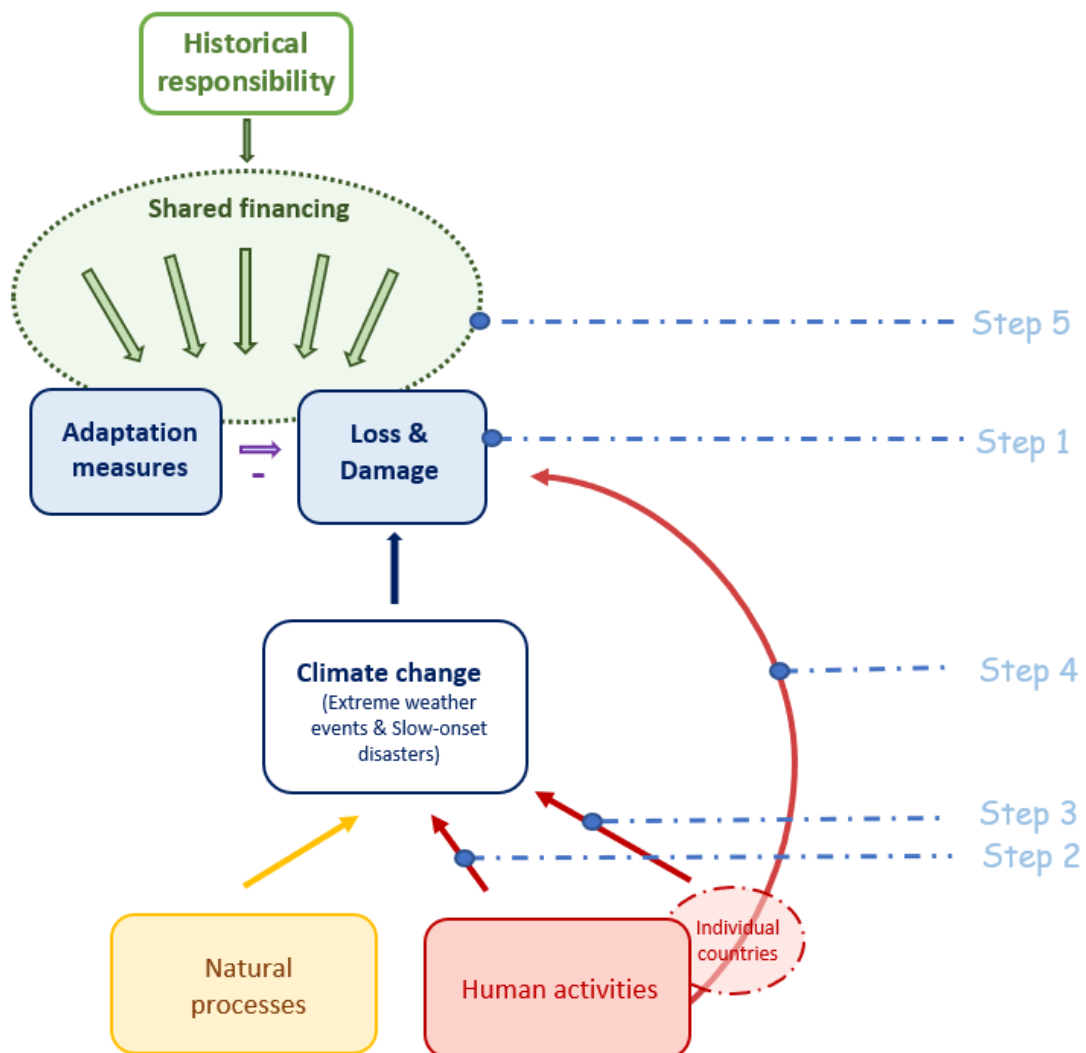 Historical
responsibility
Shared financing
Step 5
Adaptation
measures
-
Loss &
Damage
Step 1
Step 4
Climate change
(Extreme weather
events & Slow-onset
disasters)
Step 3
Step 2
Natural
processes
Human activities
Individual
countries